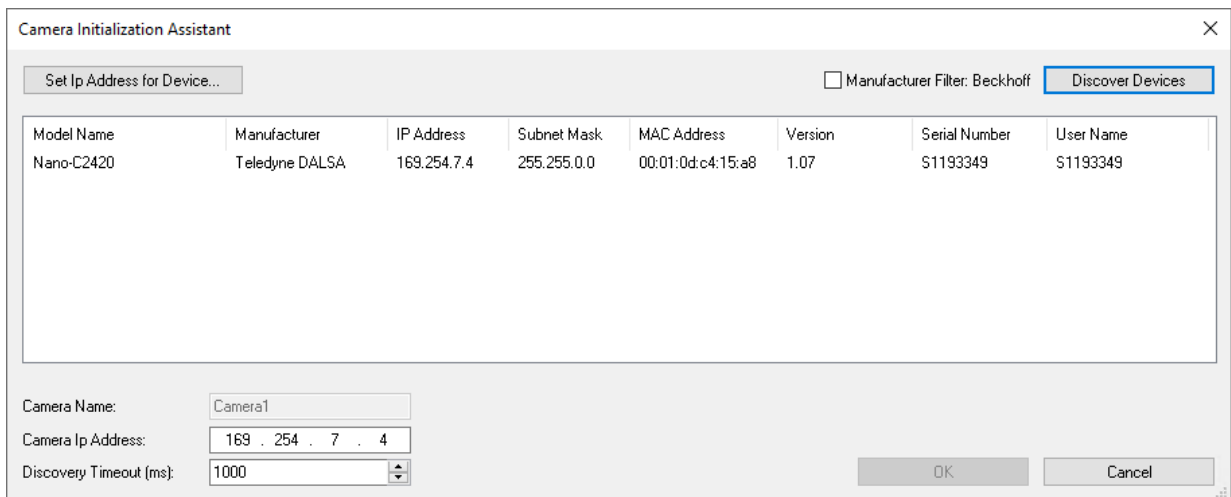 Camera Initialization Assistant
Set Ip Address for Device...
Manufacturer Filter: Beckhoff
Discover Devices
Model Name Manufacturer IP Address Subnet Mask MAC Address Version Serial Number User Name
Nano-C2420 Teledyne DALSA 169.254.7.4 255.255.0.0 00:01:0d:c4:15:a8 1.07 S1193349 S1193349
Camera Name: Camera1
Camera Ip Address: 169 . 254 . 7 . 4
Discovery Timeout (ms): 1000
OK Cancel